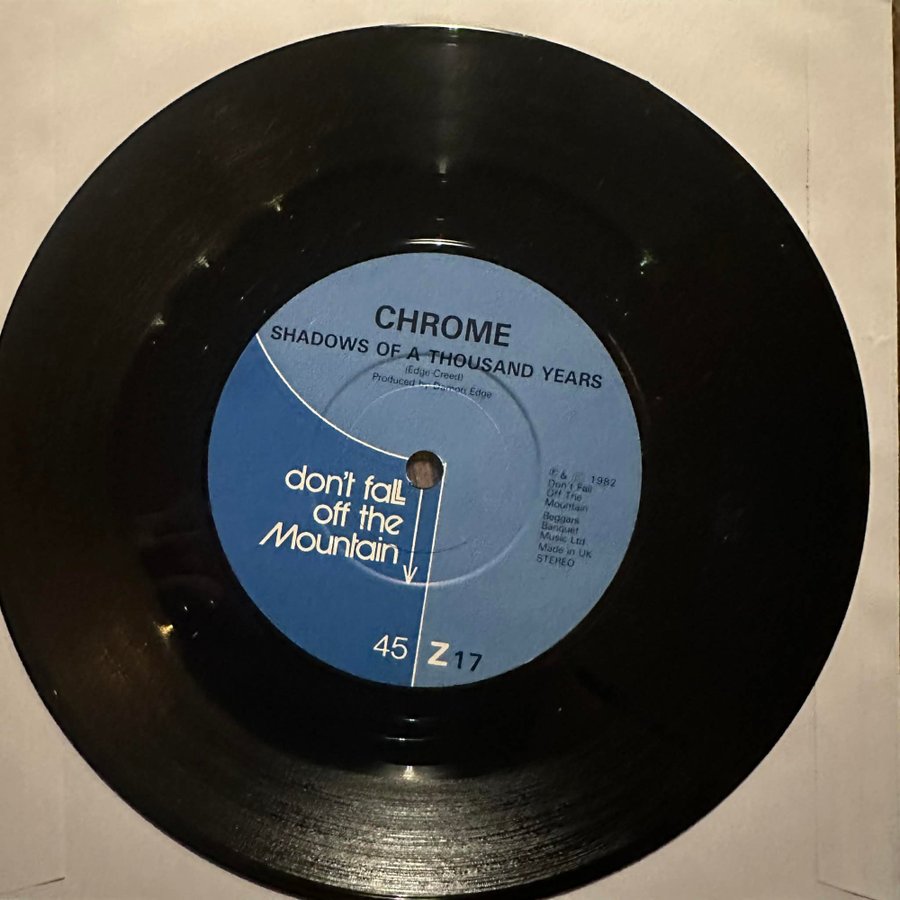 CHROME
SHADOWS OF A THOUSAND YEARS
(Edge-Creed)
Produced by Damon Edge
don't fall
off the
Mountain
℗ & © 1982
Don't Fall
Off The
Mountain
Beggars
Banquet
Music Ltd.
Made in UK
STEREO
45 Z17